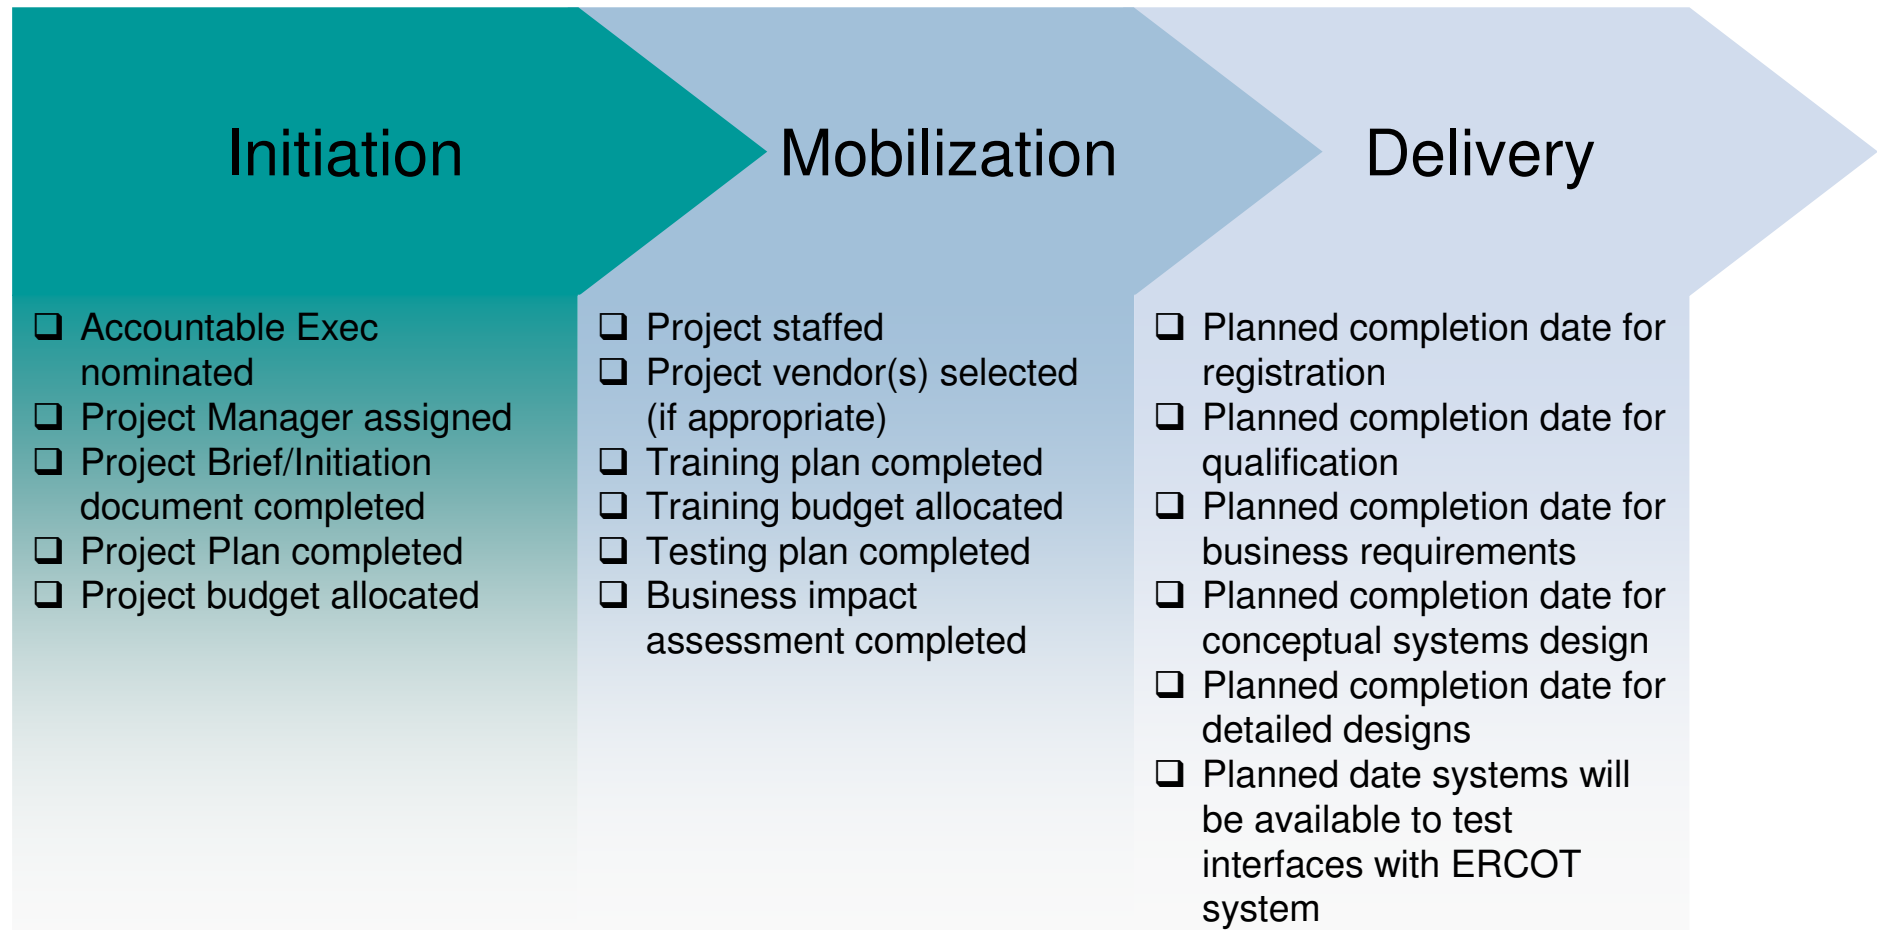 Initiation
Mobilization
Delivery
❑ Accountable Exec
nominated
❑ Project Manager assigned
❑ Project Brief/Initiation
document completed
❑ Project Plan completed
❑ Project budget allocated
❑ Project staffed
❑ Project vendor(s) selected
(if appropriate)
❑ Training plan completed
❑ Training budget allocated
❑ Testing plan completed
❑ Business impact
assessment completed
❑ Planned completion date for
registration
❑ Planned completion date for
qualification
❑ Planned completion date for
business requirements
❑ Planned completion date for
conceptual systems design
❑ Planned completion date for
detailed designs
❑ Planned date systems will
be available to test
interfaces with ERCOT
system